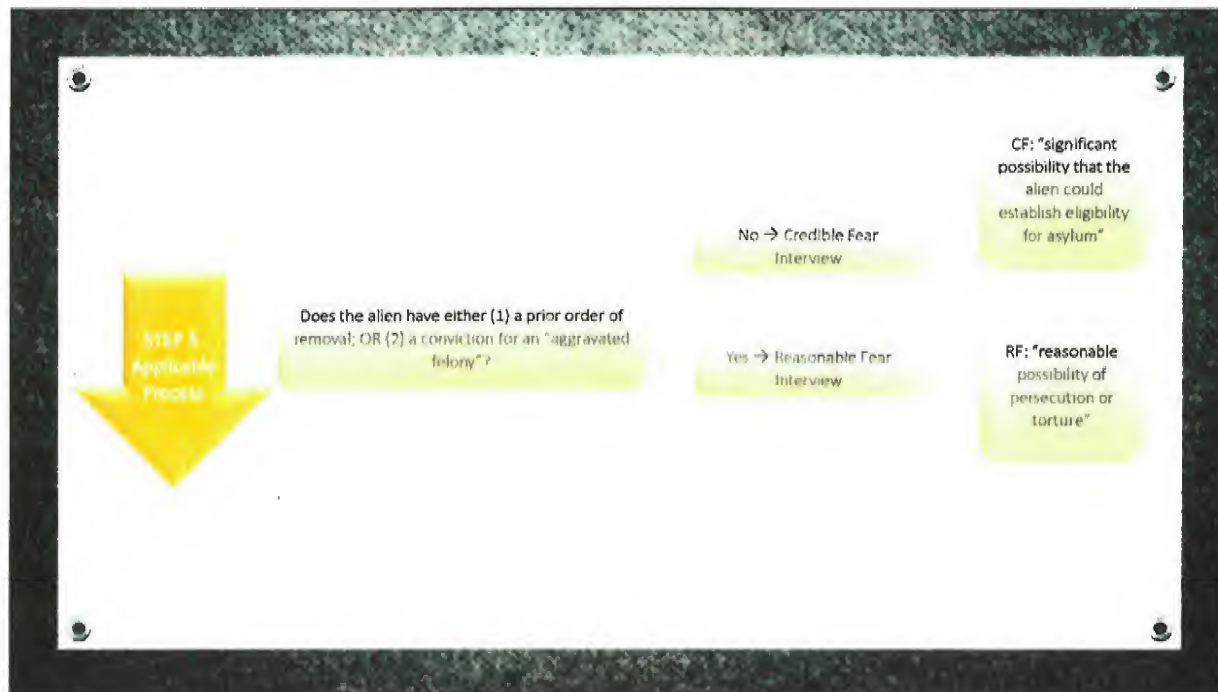 STEP
Applicable
Process
Does the alien have either (1) a prior order of
removal; OR (2) a conviction for an "aggravated
felony"?
No → Credible Fear
Interview
Yes → Reasonable Fear
Interview
CF: "significant
possibility that the
alien could
establish eligibility
for asylum"
RF: "reasonable
possibility of
persecution or
torture"